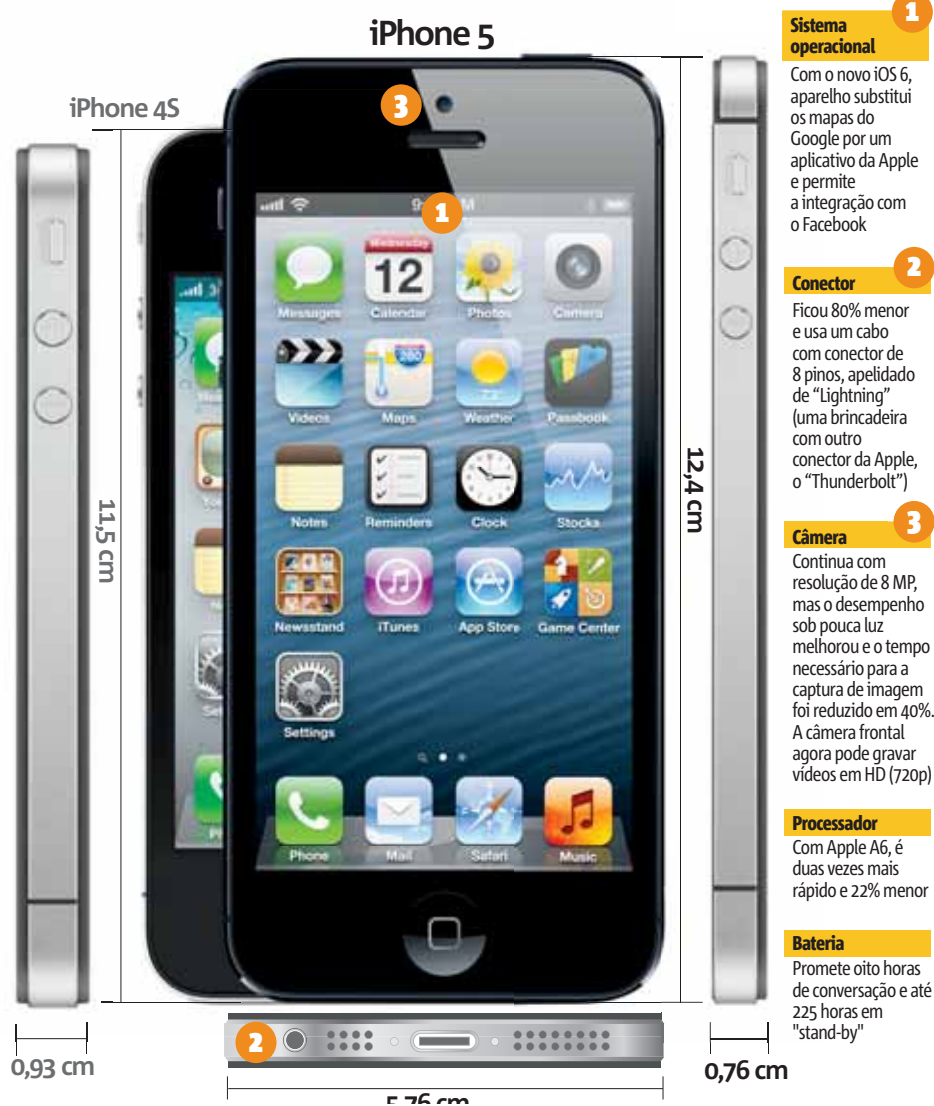 iPhone 5
iPhone 4S
11,5 cm
12,4 cm
0,93 cm
0,76 cm
5,76 cm
3
1
2
Messages
Calendar
Photos
Camera
Wednesday
12
Videos
Maps
Weather
Passbook
280
Notes
Reminders
Clock
Stocks
Newsstand
iTunes
App Store
Game Center
Settings
Phone
Mail
Safari
Music
1
Sistema
operacional
Com o novo iOS 6,
aparelho substitui
os mapas do
Google por um
aplicativo da Apple
e permite
a integração com
o Facebook
2
Conector
Ficou 80% menor
e usa um cabo
com conector de
8 pinos, apelidado
de “Lightning”
(uma brincadeira
com outro
conector da Apple,
o “Thunderbolt”)
3
Câmera
Continua com
resolução de 8 MP,
mas o desempenho
sob pouca luz
melhorou e o tempo
necessário para a
captura de imagem
foi reduzido em 40%.
A câmera frontal
agora pode gravar
vídeos em HD (720p)
Processador
Com Apple A6, é
duas vezes mais
rápido e 22% menor
Bateria
Promete oito horas
de conversação e até
225 horas em
"stand-by"